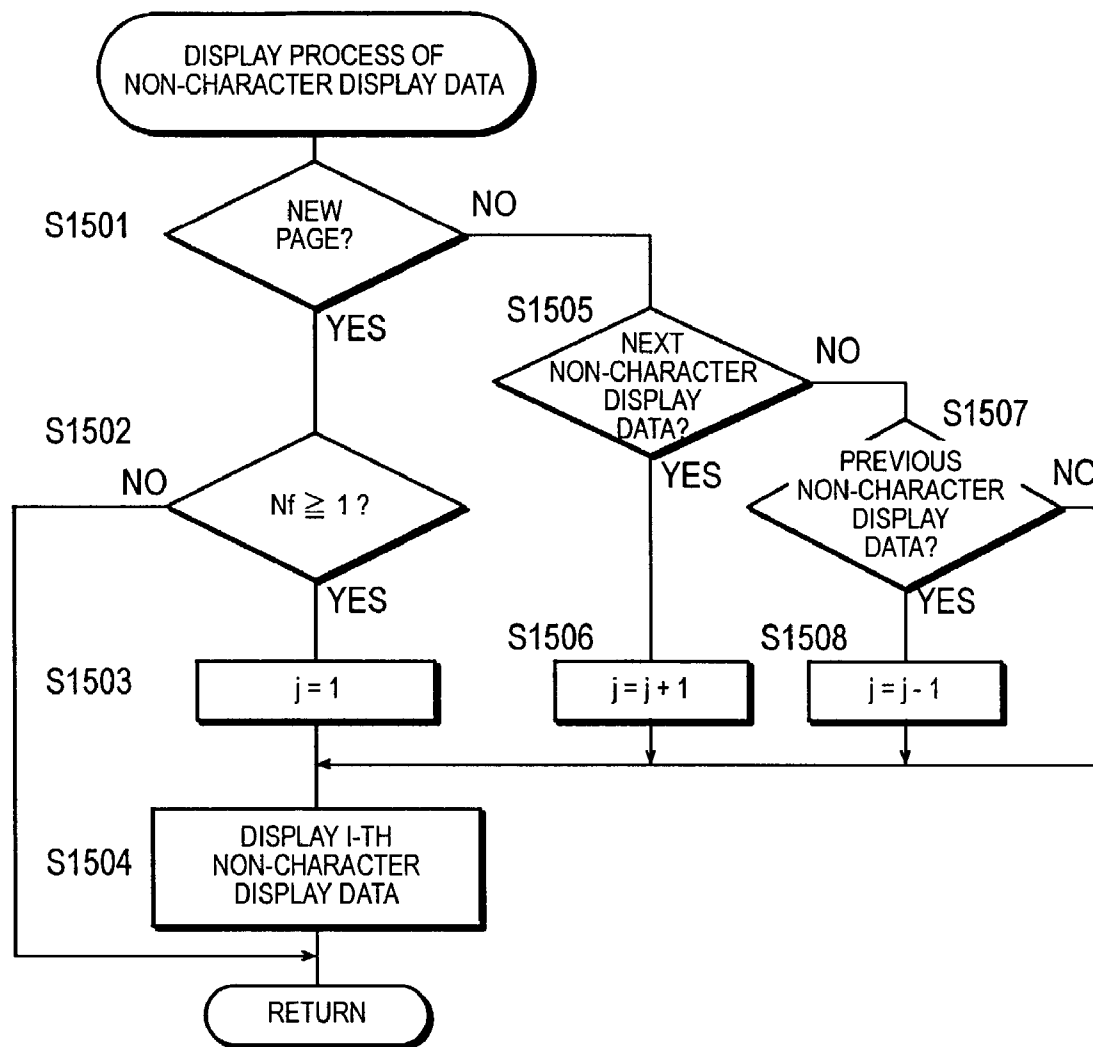 DISPLAY PROCESS OF
NON-CHARACTER DISPLAY DATA
S1501
NEW
PAGE?
NO
YES
S1505
NEXT
NON-CHARACTER
DISPLAY
DATA?
NO
YES
S1502
NO
Nf ≧ 1 ?
YES
S1507
PREVIOUS
NON-CHARACTER
DISPLAY
DATA?
NO
YES
S1503
j = 1
S1506
j = j + 1
S1508
j = j - 1
S1504
DISPLAY I-TH
NON-CHARACTER
DISPLAY DATA
RETURN